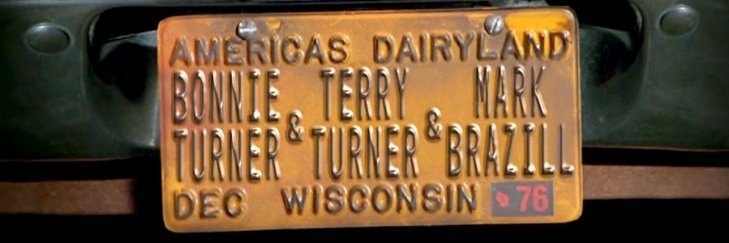 AMERICAS DAIRYLAND
BONNIE TERRY MARK
TURNER & TURNER & BRAZILL
DEC WISCONSIN 76